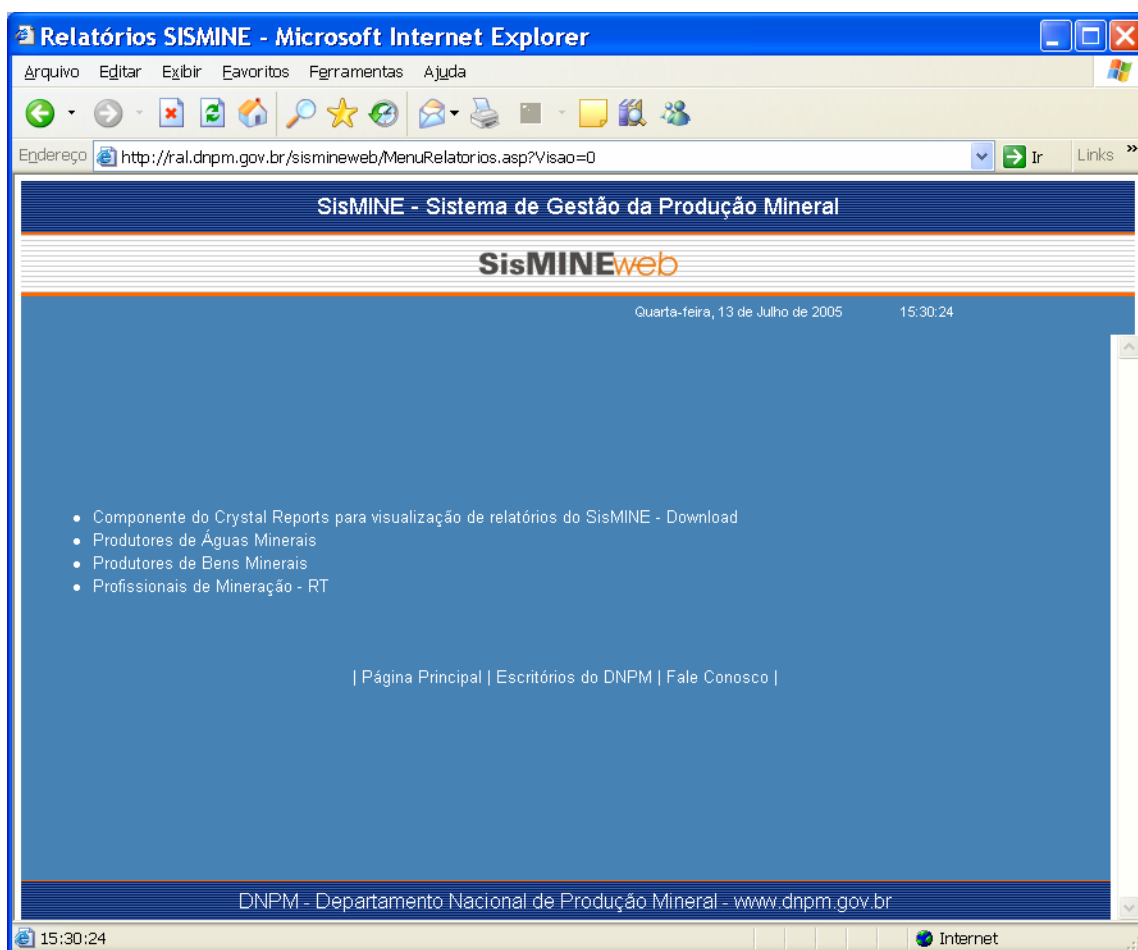 Relatórios SISMINE - Microsoft Internet Explorer
Arquivo Editar Exibir Favoritos Ferramentas Ajuda
Endereço http://ral.dnpm.gov.br/sismineweb/MenuRelatorios.asp?Visao=0 Ir Links »
SisMINE - Sistema de Gestão da Produção Mineral
SisMINEweb
Quarta-feira, 13 de Julho de 2005 15:30:24
• Componente do Crystal Reports para visualização de relatórios do SisMINE - Download
• Produtores de Águas Minerais
• Produtores de Bens Minerais
• Profissionais de Mineração - RT
| Página Principal | Escritórios do DNPM | Fale Conosco |
DNPM - Departamento Nacional de Produção Mineral - www.dnpm.gov.br
15:30:24 Internet